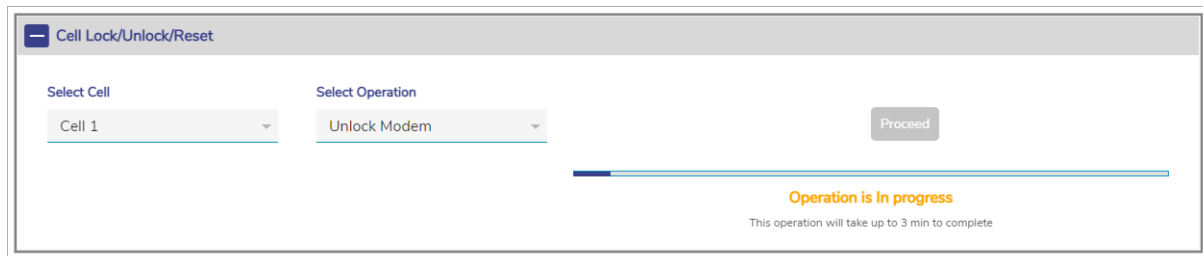 Cell Lock/Unlock/Reset
Select Cell
Select Operation
Cell 1
Unlock Modem
Proceed
Operation is In progress
This operation will take up to 3 min to complete